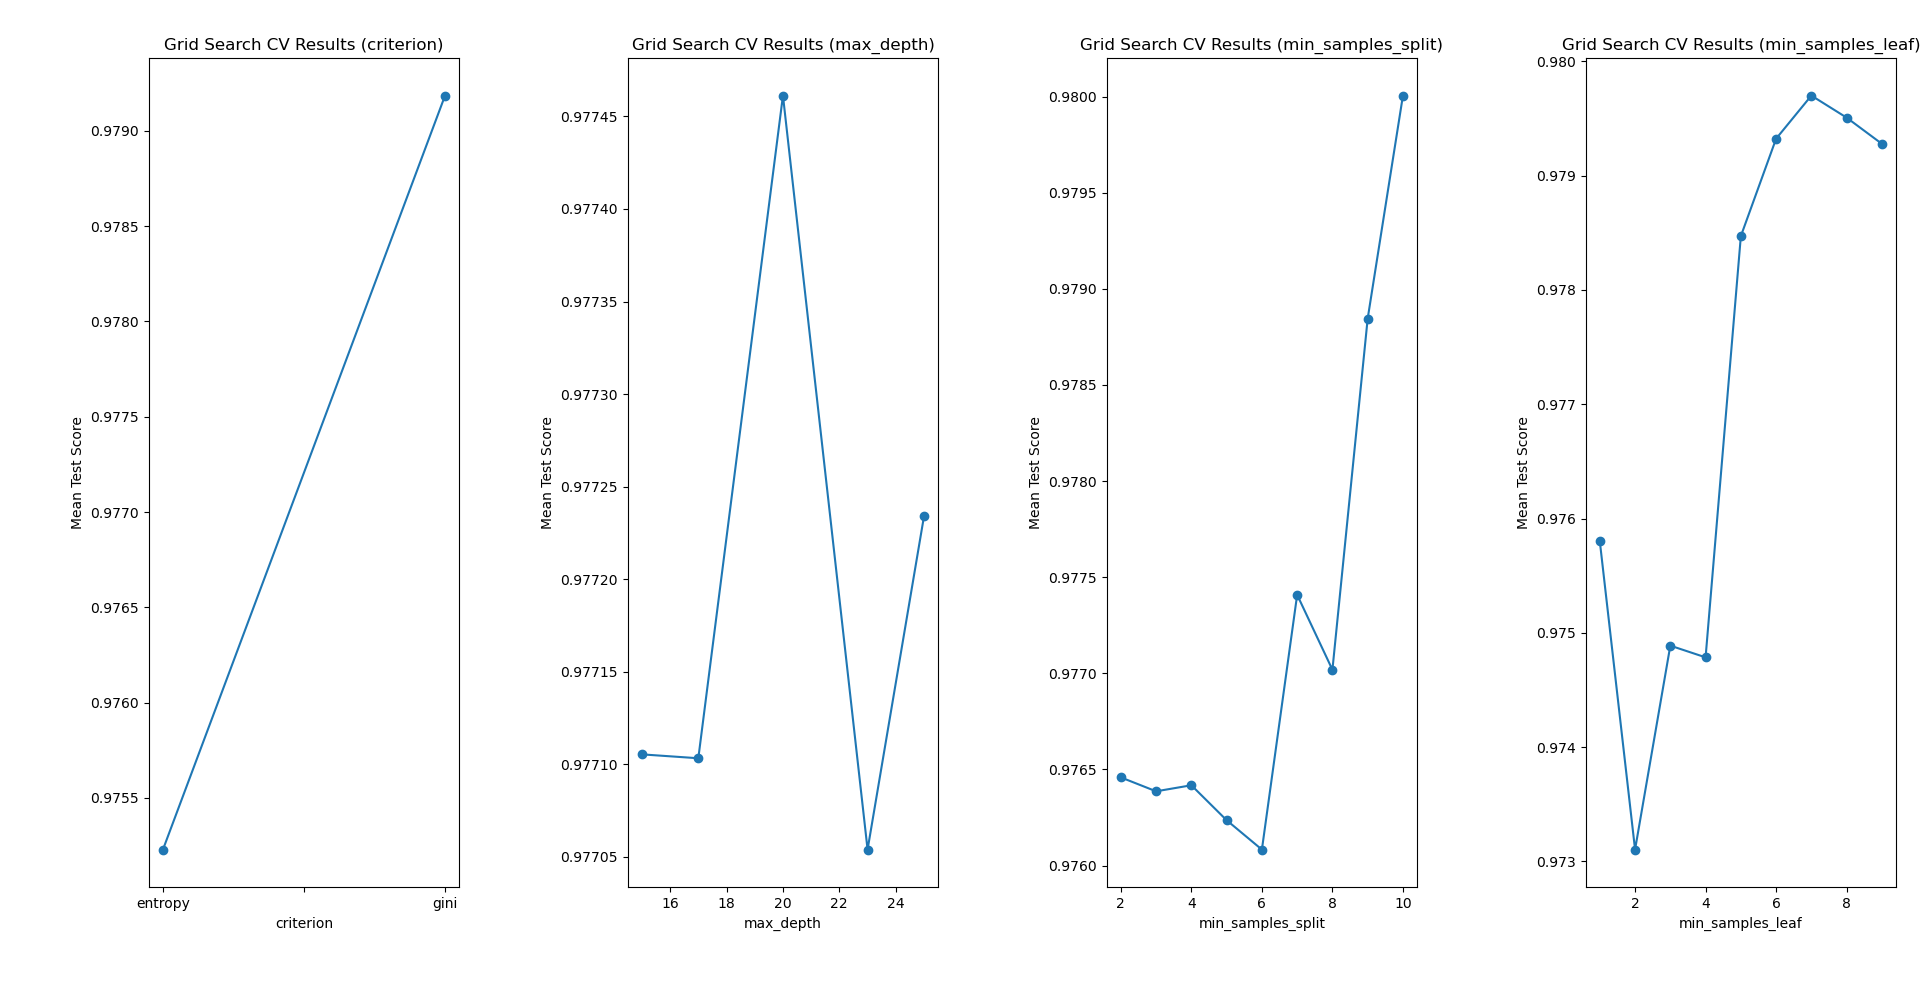 Grid Search CV Results (criterion)
Mean Test Score
0.9790
0.9785
0.9780
0.9775
0.9770
0.9765
0.9760
0.9755
entropy
gini
criterion
Grid Search CV Results (max_depth)
Mean Test Score
0.97745
0.97740
0.97735
0.97730
0.97725
0.97720
0.97715
0.97710
0.97705
16 18 20 22 24
max_depth
Grid Search CV Results (min_samples_split)
Mean Test Score
0.9800
0.9795
0.9790
0.9785
0.9780
0.9775
0.9770
0.9765
0.9760
2 4 6 8 10
min_samples_split
Grid Search CV Results (min_samples_leaf)
Mean Test Score
0.980
0.979
0.978
0.977
0.976
0.975
0.974
0.973
2 4 6 8
min_samples_leaf